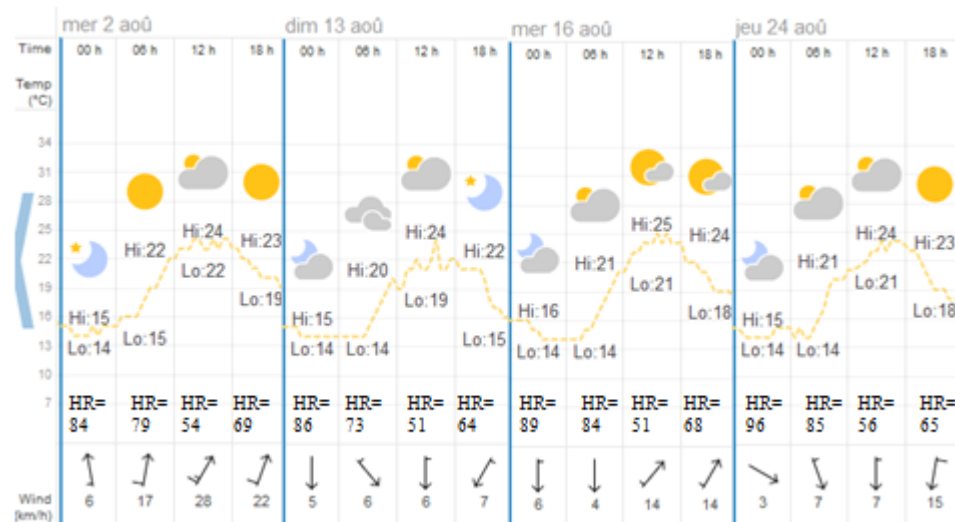 mer 2 aoû dim 13 aoû mer 16 aoû jeu 24 aoû
Time 00 h 06 h 12 h 18 h 00 h 06 h 12 h 18 h 00 h 06 h 12 h 18 h 00 h 06 h 12 h 18 h
Temp
(°C)
34
31
28
25
22
19
16
13
10
7
Hi:15 Hi:22 Hi:24 Hi:23 Hi:15 Hi:20 Hi:24 Hi:22 Hi:16 Hi:21 Hi:25 Hi:24 Hi:15 Hi:21 Hi:24 Hi:23
Lo:14 Lo:15 Lo:22 Lo:19 Lo:14 Lo:14 Lo:19 Lo:15 Lo:14 Lo:14 Lo:21 Lo:18 Lo:14 Lo:14 Lo:21 Lo:18
HR= HR= HR= HR= HR= HR= HR= HR= HR= HR= HR= HR= HR= HR= HR= HR=
84 79 54 69 86 73 51 64 89 84 51 68 96 85 56 65
Wind 6 17 28 22 5 6 6 7 6 4 14 14 3 7 7 15
(km/h)